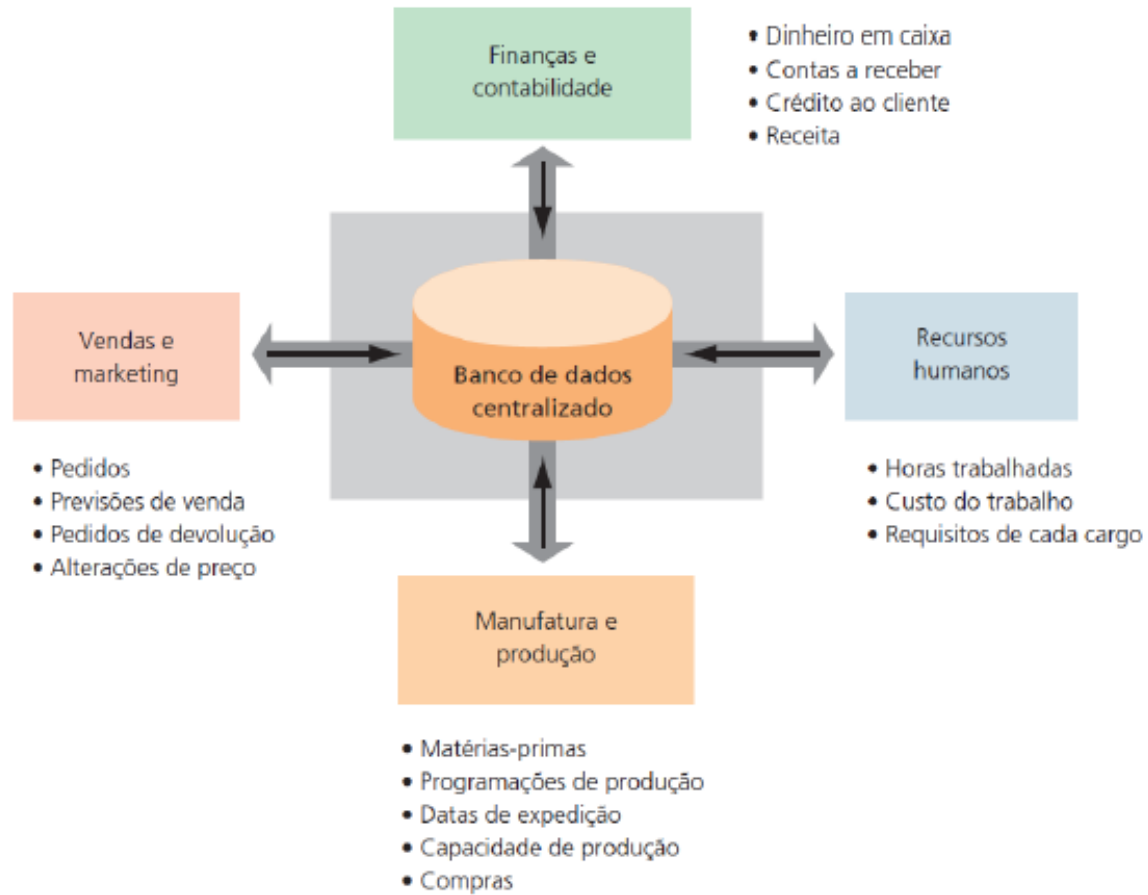 Finanças e
contabilidade
• Dinheiro em caixa
• Contas a receber
• Crédito ao cliente
• Receita
Vendas e
marketing
Banco de dados
centralizado
Recursos
humanos
• Pedidos
• Previsões de venda
• Pedidos de devolução
• Alterações de preço
• Horas trabalhadas
• Custo do trabalho
• Requisitos de cada cargo
Manufatura e
produção
• Matérias-primas
• Programações de produção
• Datas de expedição
• Capacidade de produção
• Compras